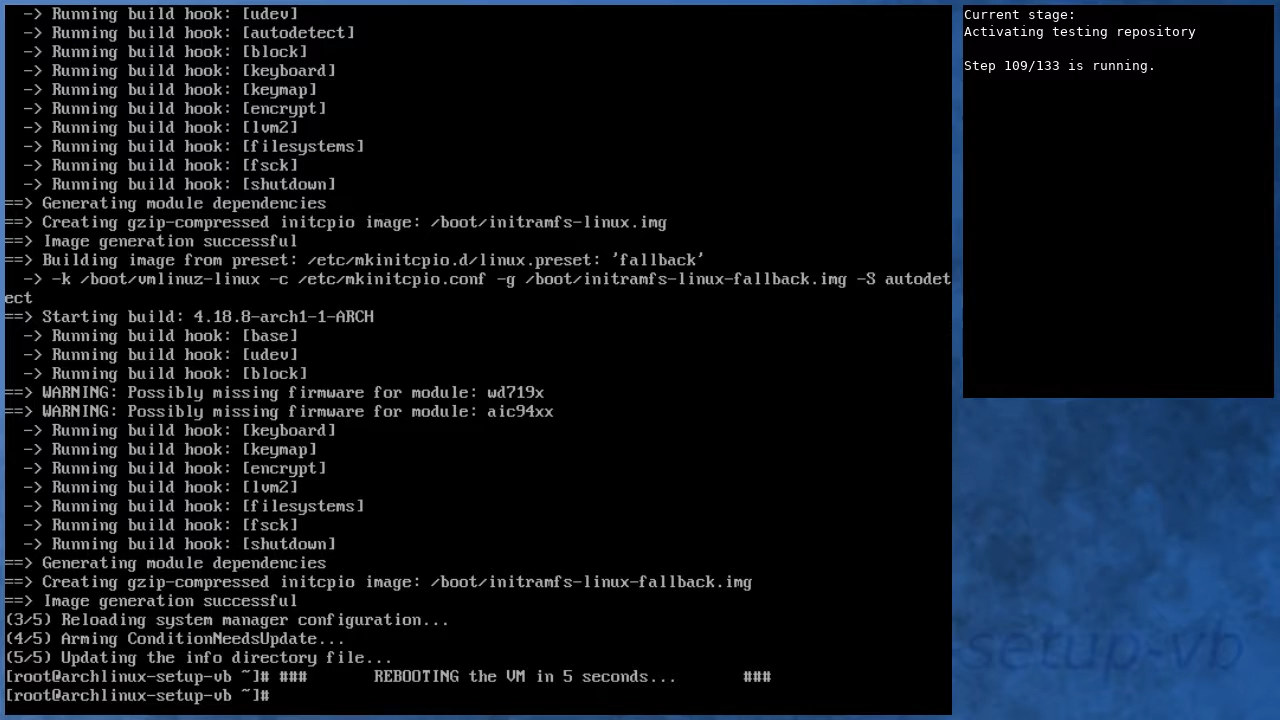 -> Running build hook: [udev]
  -> Running build hook: [autodetect]
  -> Running build hook: [block]
  -> Running build hook: [keyboard]
  -> Running build hook: [keymap]
  -> Running build hook: [encrypt]
  -> Running build hook: [lvm2]
  -> Running build hook: [filesystems]
  -> Running build hook: [fsck]
  -> Running build hook: [shutdown]
==> Generating module dependencies
==> Creating gzip-compressed initcpio image: /boot/initramfs-linux.img
==> Image generation successful
==> Building image from preset: /etc/mkinitcpio.d/linux.preset: 'fallback'
  -> -k /boot/vmlinuz-linux -c /etc/mkinitcpio.conf -g /boot/initramfs-linux-fallback.img -S autodet
ect
==> Starting build: 4.18.8-arch1-1-ARCH
  -> Running build hook: [base]
  -> Running build hook: [udev]
  -> Running build hook: [block]
==> WARNING: Possibly missing firmware for module: wd719x
==> WARNING: Possibly missing firmware for module: aic94xx
  -> Running build hook: [keyboard]
  -> Running build hook: [keymap]
  -> Running build hook: [encrypt]
  -> Running build hook: [lvm2]
  -> Running build hook: [filesystems]
  -> Running build hook: [fsck]
  -> Running build hook: [shutdown]
==> Generating module dependencies
==> Creating gzip-compressed initcpio image: /boot/initramfs-linux-fallback.img
==> Image generation successful
(3/5) Reloading system manager configuration...
(4/5) Arming ConditionNeedsUpdate...
(5/5) Updating the info directory file...
[root@archlinux-setup-vb ~]# ###       REBOOTING the VM in 5 seconds...       ###
[root@archlinux-setup-vb ~]#
Current stage:
Activating testing repository
Step 109/133 is running.
-setup-vb